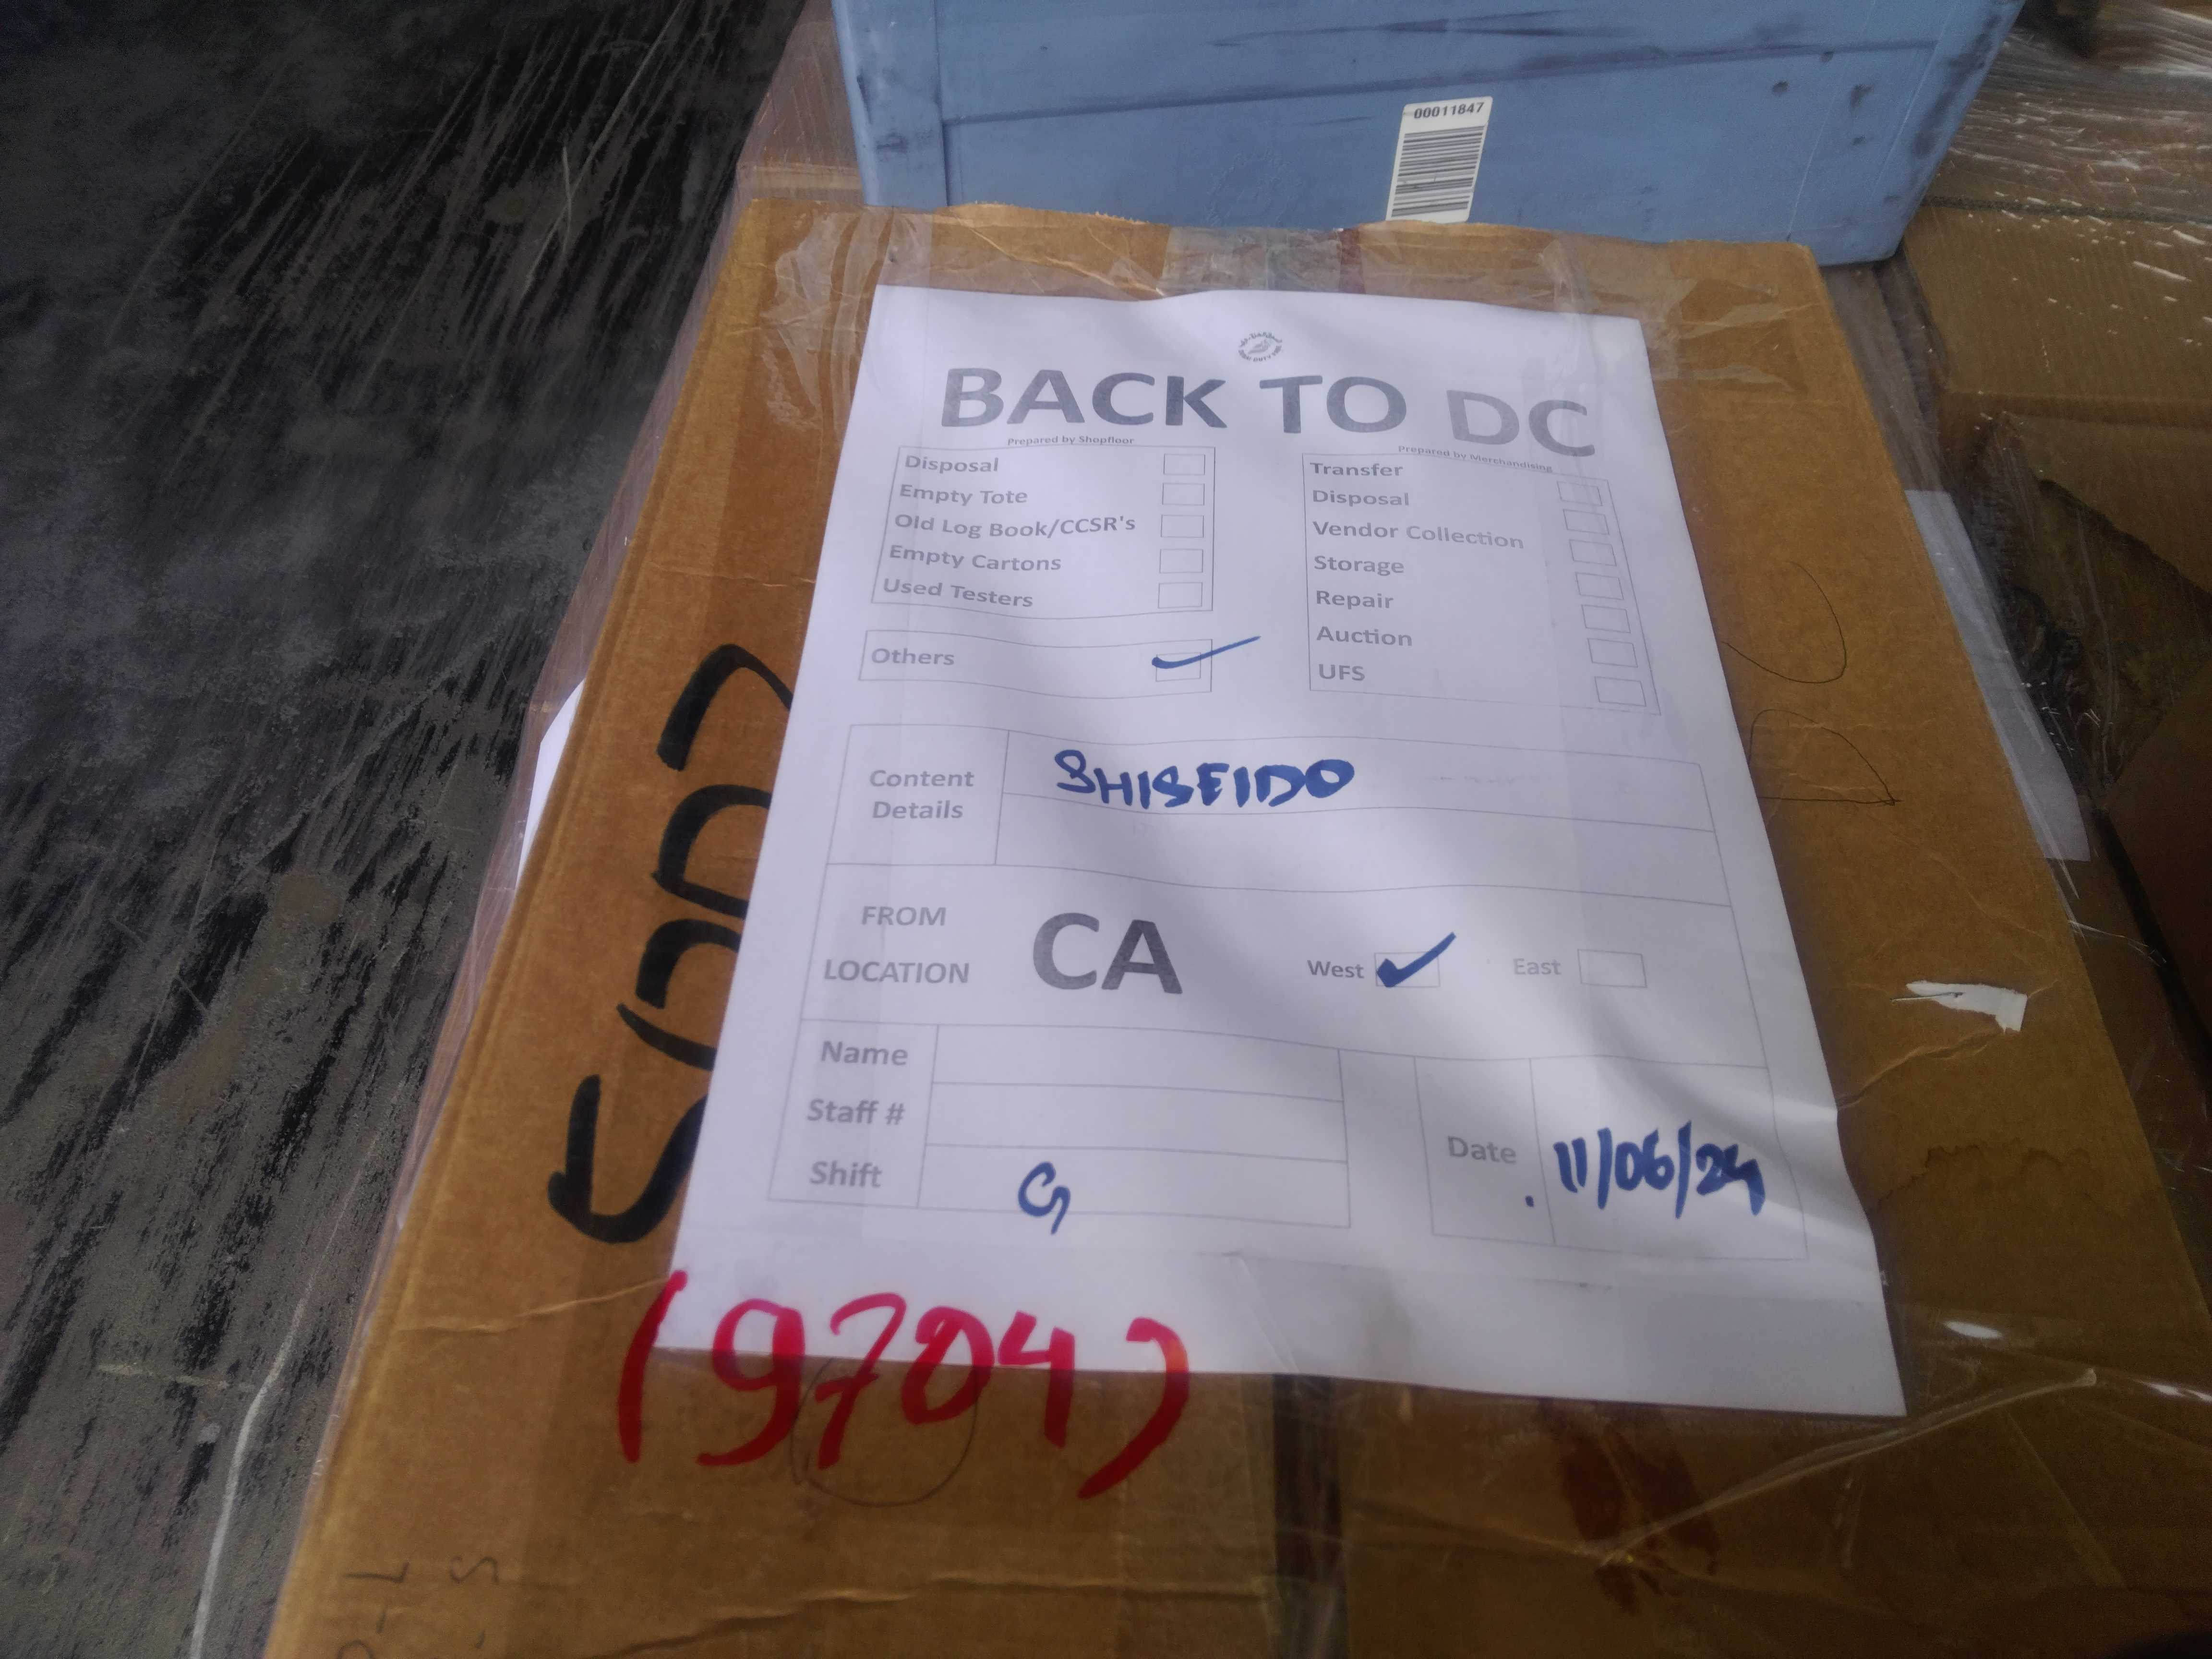 00011847
BACK TO DC
Prepared by Shopfloor
Disposal
Empty Tote
Old Log Book/CCSR's
Empty Cartons
Used Testers
Others
Prepared by Merchandising
Transfer
Disposal
Vendor Collection
Storage
Repair
Auction
UFS
Content
Details
SHISEIDO
FROM
LOCATION
CA
West
East
Name
Staff #
Shift
G
Date
11/06/24
(9704)